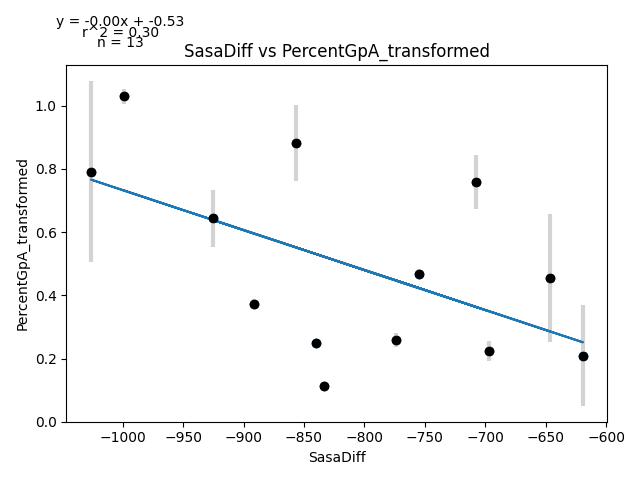 y = -0.00x + -0.53
r^2 = 0.30
n = 13
SasaDiff vs PercentGpA_transformed
PercentGpA_transformed
1.0
0.8
0.6
0.4
0.2
0.0
−1000 −950 −900 −850 −800 −750 −700 −650 −600
SasaDiff